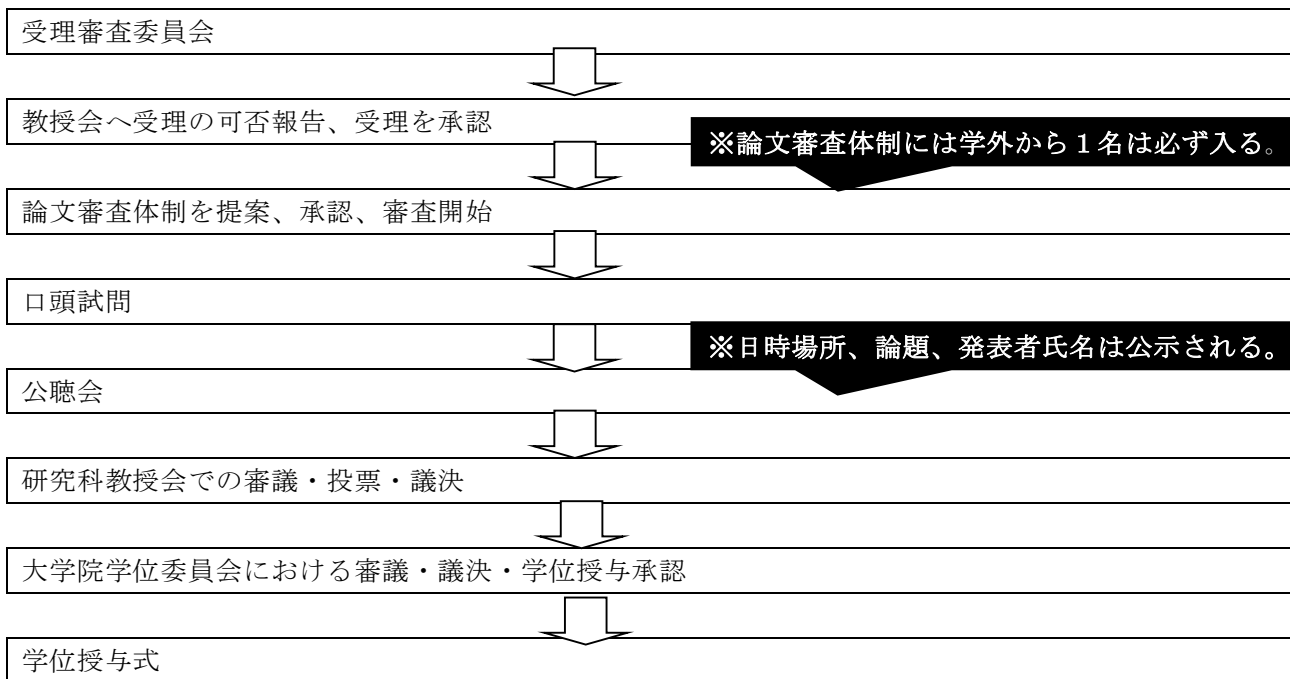 受理審査委員会
教授会へ受理の可否報告、受理を承認
※論文審査体制には学外から１名は必ず入る。
論文審査体制を提案、承認、審査開始
口頭試問
※日時場所、論題、発表者氏名は公示される。
公聴会
研究科教授会での審議・投票・議決
大学院学位委員会における審議・議決・学位授与承認
学位授与式